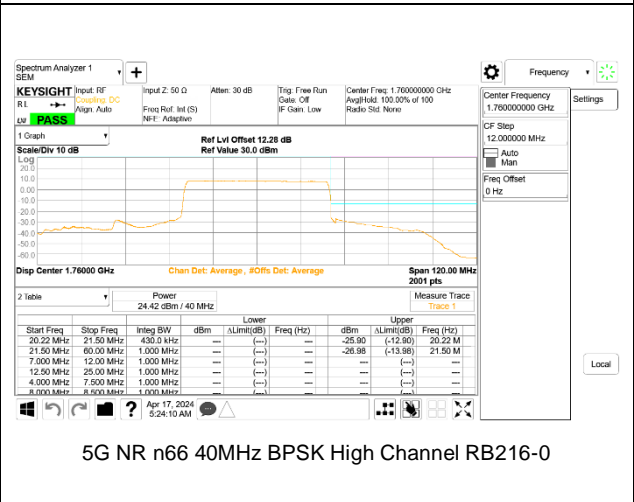 Spectrum Analyzer 1
SEM
Frequency
KEYSIGHT Input: RF Input Z: 50 Ω Atten: 30 dB Trig: Free Run Center Freq: 1.760000000 GHz
RL Coupling: DC Gate: Off Avg|Hold: 100.00% of 100
Align: Auto Freq Ref: Int (S) IF Gain: Low Radio Std: None
PASS NFE: Adaptive
Center Frequency
1.760000000 GHz
Settings
CF Step
12.000000 MHz
Auto
Man
Freq Offset
0 Hz
1 Graph
Ref Lvl Offset 12.28 dB
Scale/Div 10 dB Ref Value 30.0 dBm
Log
20.0
10.0
0.00
-10.0
-20.0
-30.0
-40.0
-50.0
-60.0
Disp Center 1.76000 GHz Chan Det: Average, #Offs Det: Average Span 120.00 MHz
2001 pts
2 Table Power Measure Trace
24.42 dBm / 40 MHz Trace 1
Lower Upper
Start Freq Stop Freq Integ BW dBm ΔLimit(dB) Freq (Hz) dBm ΔLimit(dB) Freq (Hz)
20.22 MHz 21.50 MHz 430.0 kHz --- (---) --- -25.90 (-12.90) 20.22 M
21.50 MHz 60.00 MHz 1.000 MHz --- (---) --- -26.98 (-13.98) 21.50 M
7.000 MHz 12.00 MHz 1.000 MHz --- (---) --- --- (---) ---
12.50 MHz 25.00 MHz 1.000 MHz --- (---) --- --- (---) ---
4.000 MHz 7.500 MHz 1.000 MHz --- (---) --- --- (---) ---
8.000 MHz 8.500 MHz 1.000 MHz --- (---) --- --- (---) ---
Local
? Apr 17, 2024
5:24:10 AM
5G NR n66 40MHz BPSK High Channel RB216-0